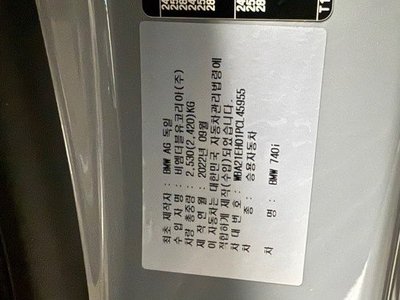 최초 제작자 : BMW AG 독일
수 입 자 명 : 비엠더블유코리아(주)
차량 총중량 : 2,530(2,420)KG
제 작 연 월 : 2022년 09월
이 자동차는 대한민국 자동차관리법령에
적합하게 제작(수입)되었습니다.
차 대 번 호 : WBA21EH01PCL45955
차 종 : 승용자동차
차 명 : BMW 740i